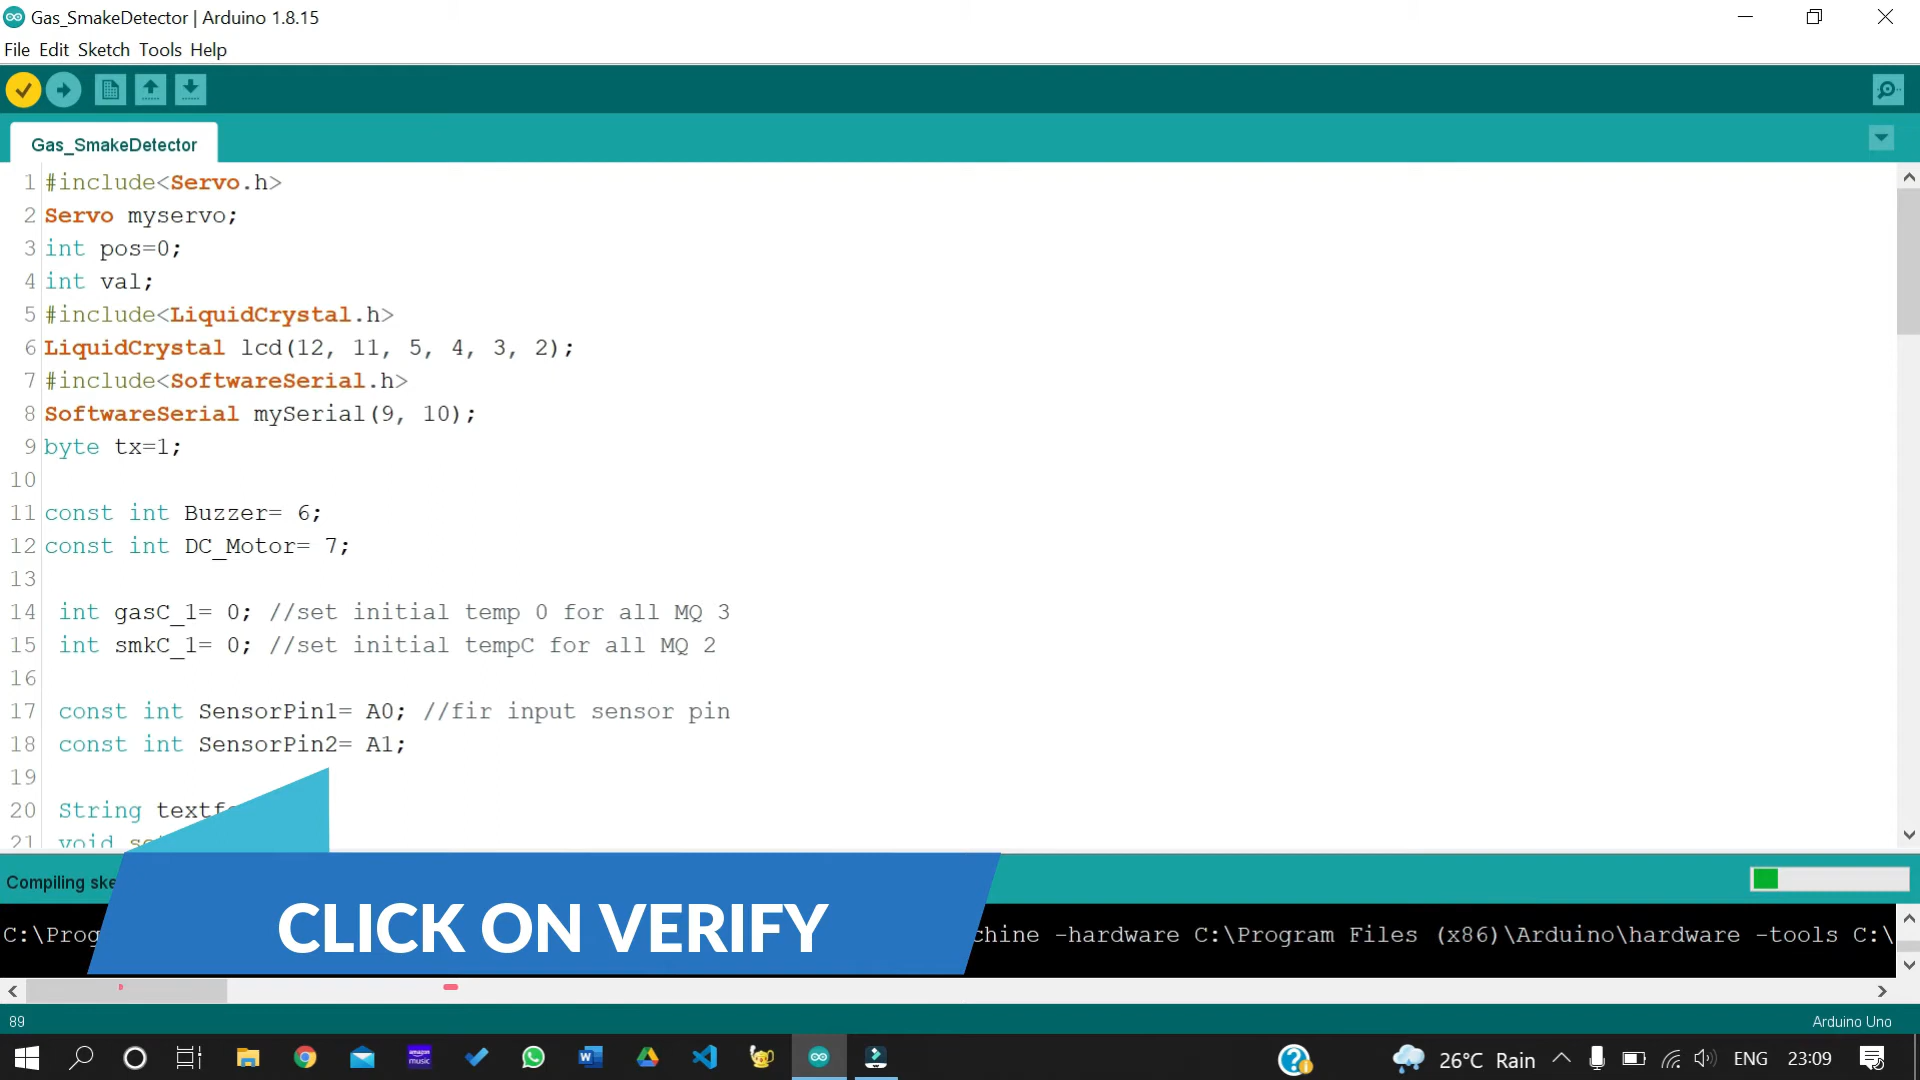 Gas_SmakeDetector | Arduino 1.8.15
File Edit Sketch Tools Help
Gas_SmakeDetector
1 #include<Servo.h>
2 Servo myservo;
3 int pos=0;
4 int val;
5 #include<LiquidCrystal.h>
6 LiquidCrystal lcd(12, 11, 5, 4, 3, 2);
7 #include<SoftwareSerial.h>
8 SoftwareSerial mySerial(9, 10);
9 byte tx=1;
10
11 const int Buzzer= 6;
12 const int DC_Motor= 7;
13
14 int gasC_1= 0; //set initial temp 0 for all MQ 3
15 int smkC_1= 0; //set initial tempC for all MQ 2
16
17 const int SensorPin1= A0; //fir input sensor pin
18 const int SensorPin2= A1;
19
20 String
21 void
Compiling
CLICK ON VERIFY
-hardware C:\Program Files (x86)\Arduino\hardware -tools C:\
89
Arduino Uno
amazon music
26°C Rain ENG 23:09